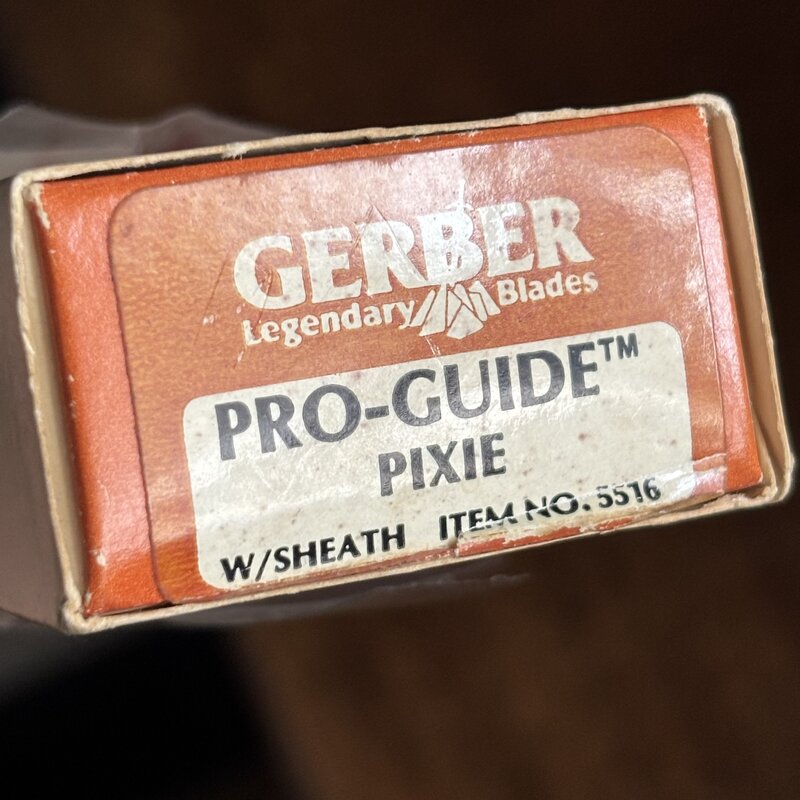 GERBER
Legendary Blades
PRO-GUIDE™
PIXIE
W/SHEATH ITEM NO. 5516